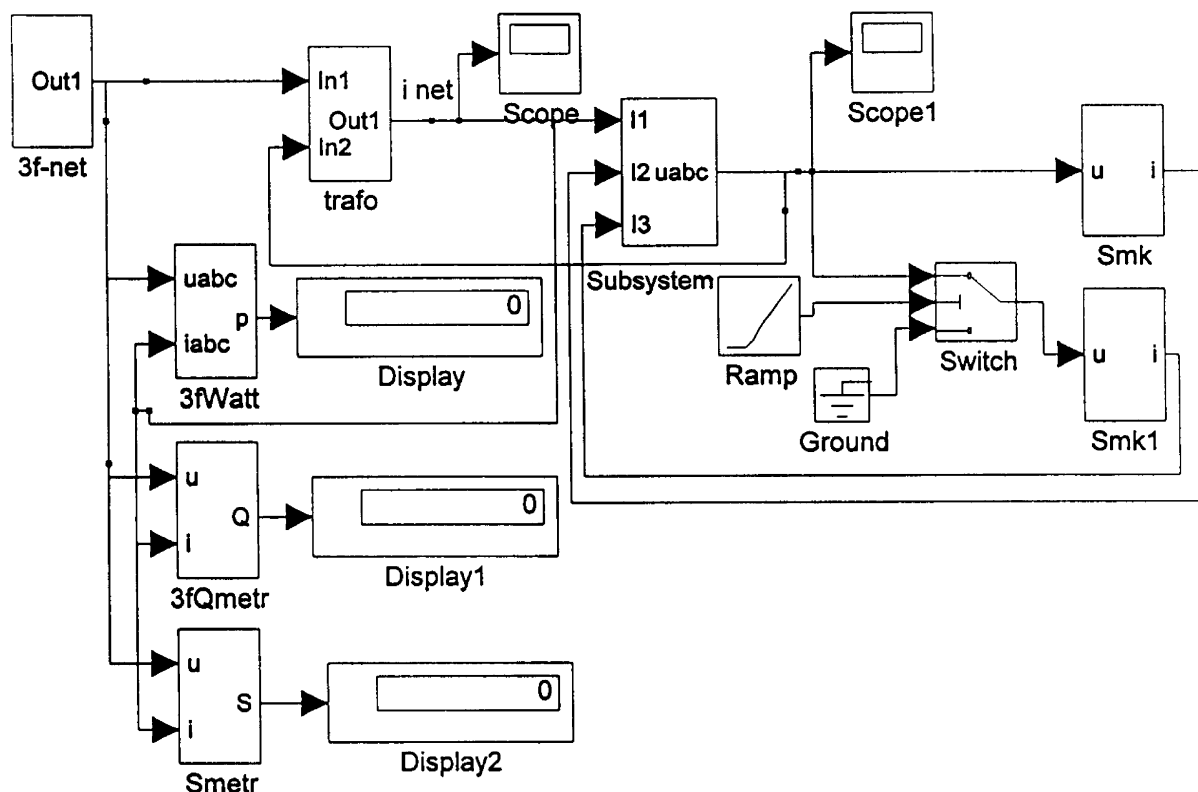 Out1
3f-net
In1
In2
Out1
trafo
i net
Scope
I1
I2
I3
uabc
Subsystem
Scope1
u
i
Smk
uabc
iabc
p
3fWatt
0
Display
Ramp
Ground
Switch
u
i
Smk1
u
i
Q
3fQmetr
0
Display1
u
i
S
Smetr
0
Display2